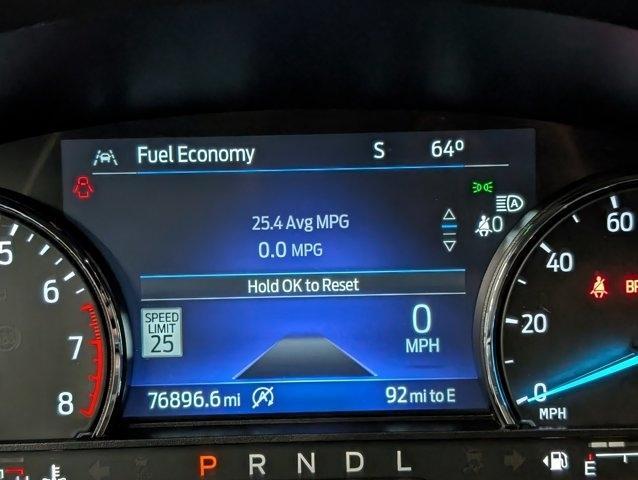 Fuel Economy S 64°
25.4 Avg MPG
0.0 MPG
Hold OK to Reset
SPEED
LIMIT
25
0
MPH
76896.6 mi A 92 mi to E
5
6
7
8
60
40
20
0
MPH
A
0
P R N D L
E